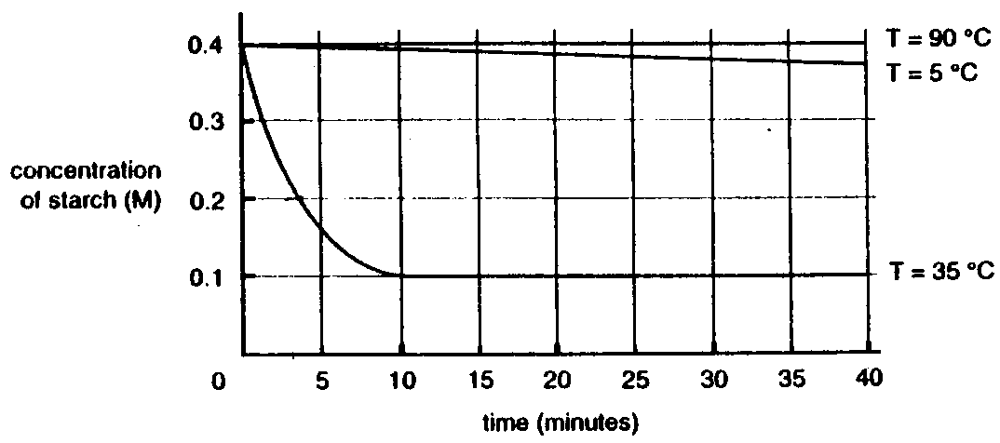 0.4
0.3
0.2
0.1
concentration
of starch (M)
T = 90 °C
T = 5 °C
T = 35 °C
0 5 10 15 20 25 30 35 40
time (minutes)